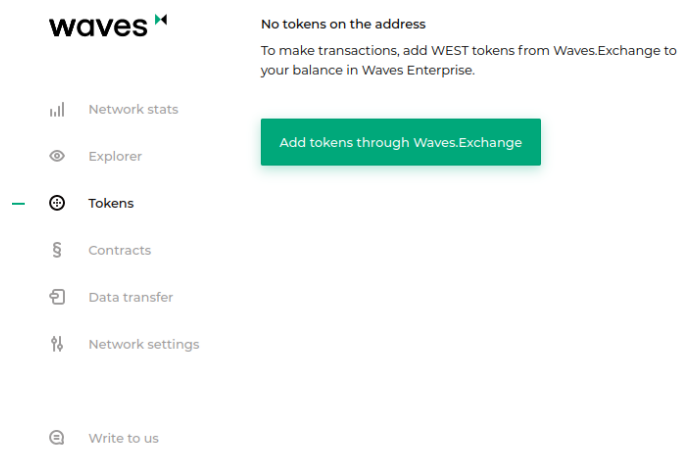 waves
Network stats
Explorer
Tokens
Contracts
Data transfer
Network settings
Write to us
No tokens on the address
To make transactions, add WEST tokens from Waves.Exchange to
your balance in Waves Enterprise.
Add tokens through Waves.Exchange